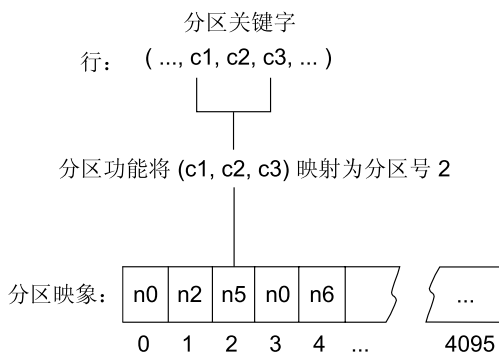 分区关键字
行： ( ..., c1, c2, c3, ... )
分区功能将 (c1, c2, c3) 映射为分区号 2
分区映象： n0 n2 n5 n0 n6 ...
0 1 2 3 4 ... 4095